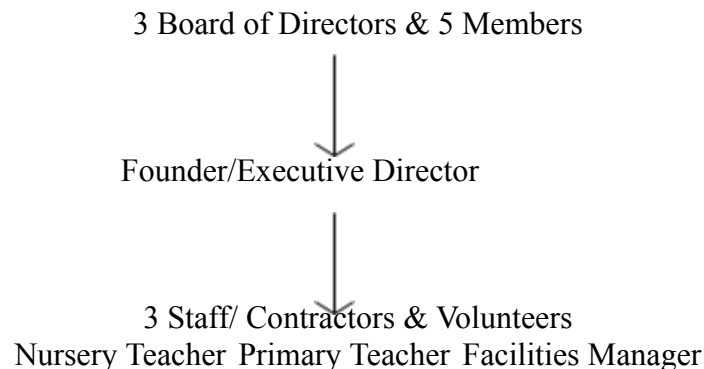 3 Board of Directors & 5 Members
Founder/Executive Director
3 Staff/ Contractors & Volunteers
Nursery Teacher Primary Teacher Facilities Manager